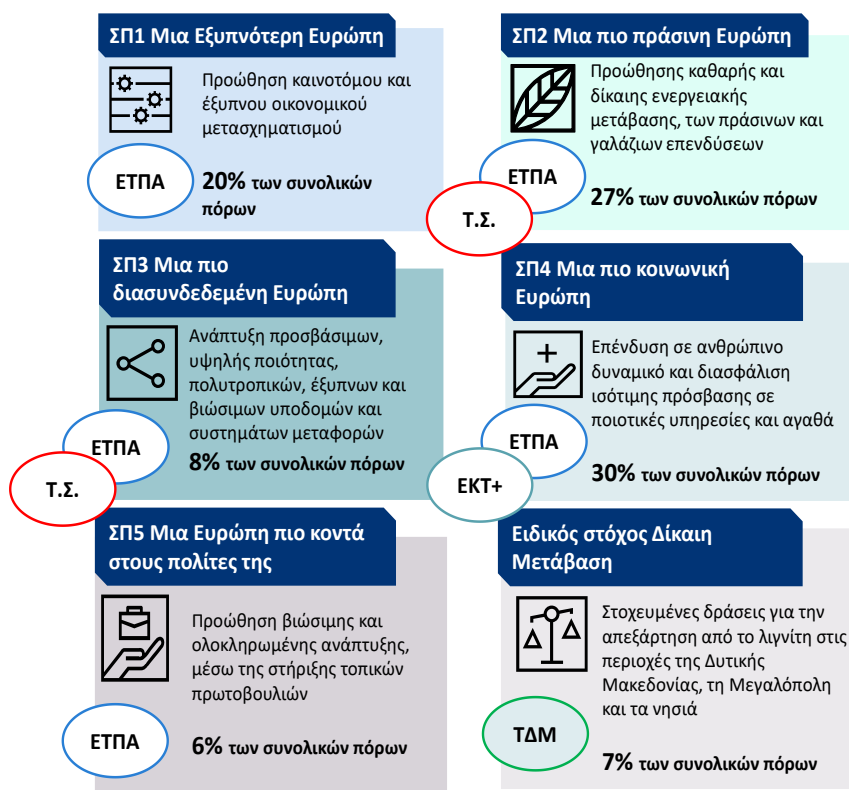 ΣΠ1 Μια Εξυπνότερη Ευρώπη
Προώθηση καινοτόμου και
έξυπνου οικονομικού
μετασχηματισμού
ΕΤΠΑ
20% των συνολικών
πόρων
ΣΠ2 Μια πιο πράσινη Ευρώπη
Προώθησης καθαρής και
δίκαιης ενεργειακής
μετάβασης, των πράσινων και
γαλάζιων επενδύσεων
ΕΤΠΑ
27% των συνολικών πόρων
Τ.Σ.
ΣΠ3 Μια πιο
διασυνδεδεμένη Ευρώπη
Ανάπτυξη προσβάσιμων,
υψηλής ποιότητας,
πολυτροπικών, έξυπνων και
βιώσιμων υποδομών και
συστημάτων μεταφορών
ΕΤΠΑ
8% των συνολικών πόρων
Τ.Σ.
ΣΠ4 Μια πιο κοινωνική
Ευρώπη
Επένδυση σε ανθρώπινο
δυναμικό και διασφάλιση
ισότιμης πρόσβασης σε
ποιοτικές υπηρεσίες και αγαθά
ΕΤΠΑ
30% των συνολικών πόρων
ΕΚΤ+
ΣΠ5 Μια Ευρώπη πιο κοντά
στους πολίτες της
Προώθηση βιώσιμης και
ολοκληρωμένης ανάπτυξης,
μέσω της στήριξης τοπικών
πρωτοβουλιών
ΕΤΠΑ
6% των συνολικών πόρων
Ειδικός στόχος Δίκαιη
Μετάβαση
Στοχευμένες δράσεις για την
απεξάρτηση από το λιγνίτη στις
περιοχές της Δυτικής
Μακεδονίας, τη Μεγαλόπολη
και τα νησιά
ΤΔΜ
7% των συνολικών πόρων